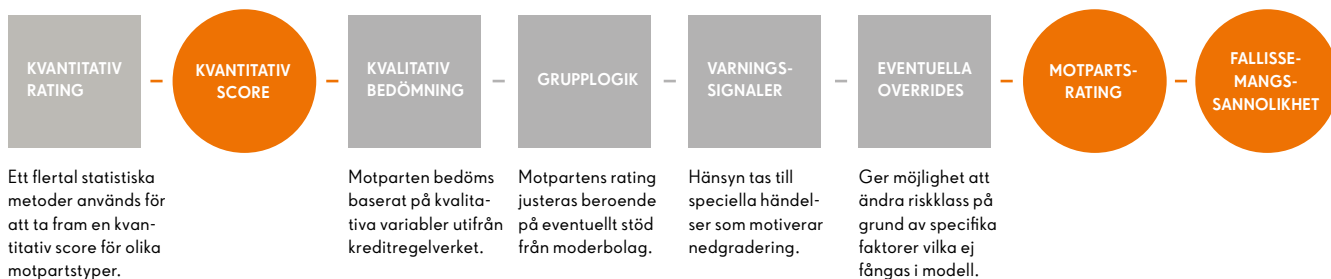 KVANTITATIV
RATING
KVANTITATIV
SCORE
KVALITATIV
BEDÖMNING
GRUPPLOGIK
VARNINGS-
SIGNALER
EVENTUELLA
OVERRIDES
MOTPARTS-
RATING
FALLISSE-
MANGS-
SANNOLIKHET
Ett flertal statistiska
metoder används för
att ta fram en kvan-
titativ score för olika
motpartstyper.
Motparten bedöms
baserat på kvalita-
tiva variabler utifrån
kreditregelverket.
Motpartens rating
justeras beroende
på eventuellt stöd
från moderbolag.
Hänsyn tas till
speciella händel-
ser som motiverar
nedgradering.
Ger möjlighet att
ändra riskklass på
grund av specifika
faktorer vilka ej
fångas i modell.